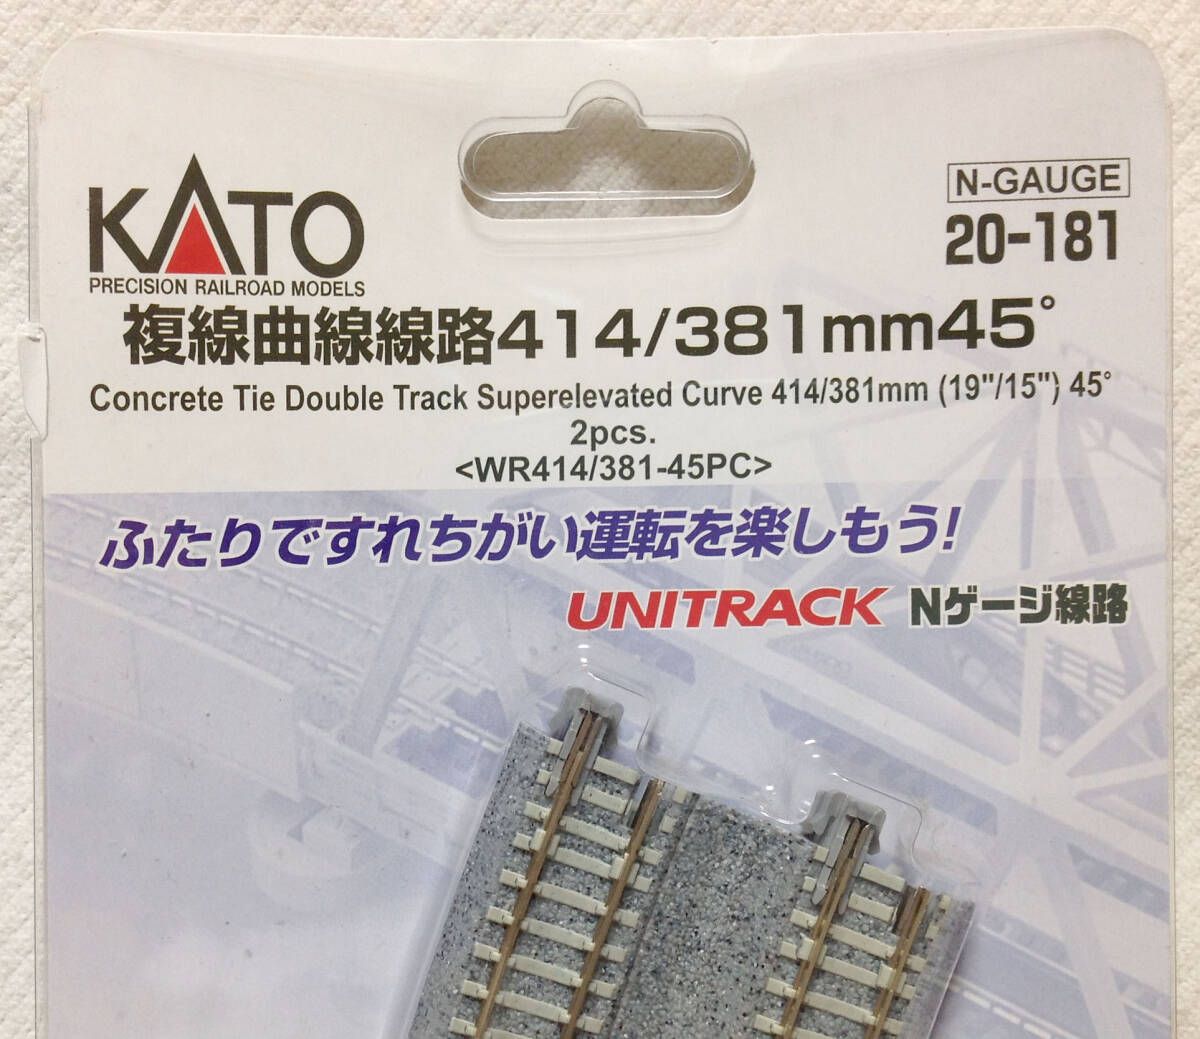 KATO
PRECISION RAILROAD MODELS
N-GAUGE
20-181
複線曲線線路414/381mm45°
Concrete Tie Double Track Superelevated Curve 414/381mm (19"/15") 45°
2pcs.
<WR414/381-45PC>
ふたりですれちがい運転を楽しもう!
UNITRACK Nゲージ線路